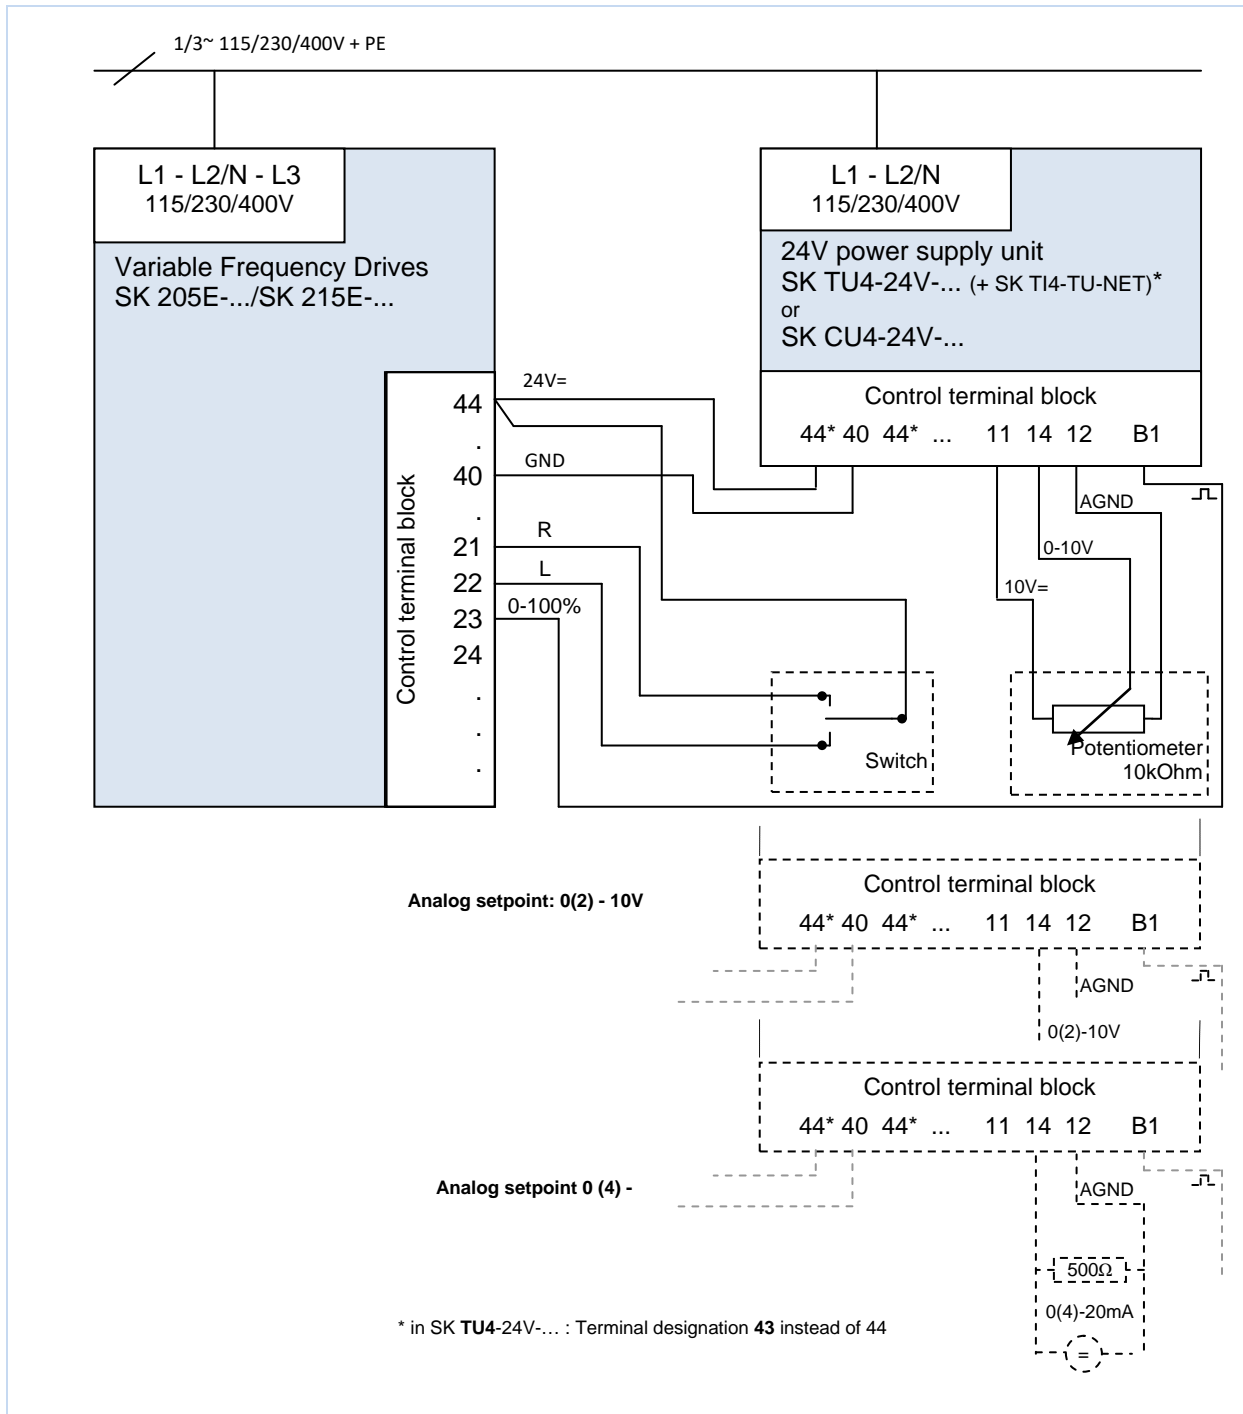 1/3~ 115/230/400V + PE
L1 - L2/N - L3
115/230/400V
Variable Frequency Drives
SK 205E-.../SK 215E-...
L1 - L2/N
115/230/400V
24V power supply unit
SK TU4-24V-... (+ SK TI4-TU-NET)*
or
SK CU4-24V-...
Control terminal block
44* 40 44* ... 11 14 12 B1
Control terminal block
44
.
40
.
21
22
23
24
.
.
.
24V=
GND
R
L
0-100%
AGND
0-10V
10V=
Switch
Potentiometer
10kOhm
Analog setpoint: 0(2) - 10V
Control terminal block
44* 40 44* ... 11 14 12 B1
AGND
0(2)-10V
Analog setpoint 0 (4) -
Control terminal block
44* 40 44* ... 11 14 12 B1
AGND
500Ω
0(4)-20mA
=
* in SK TU4-24V-... : Terminal designation 43 instead of 44